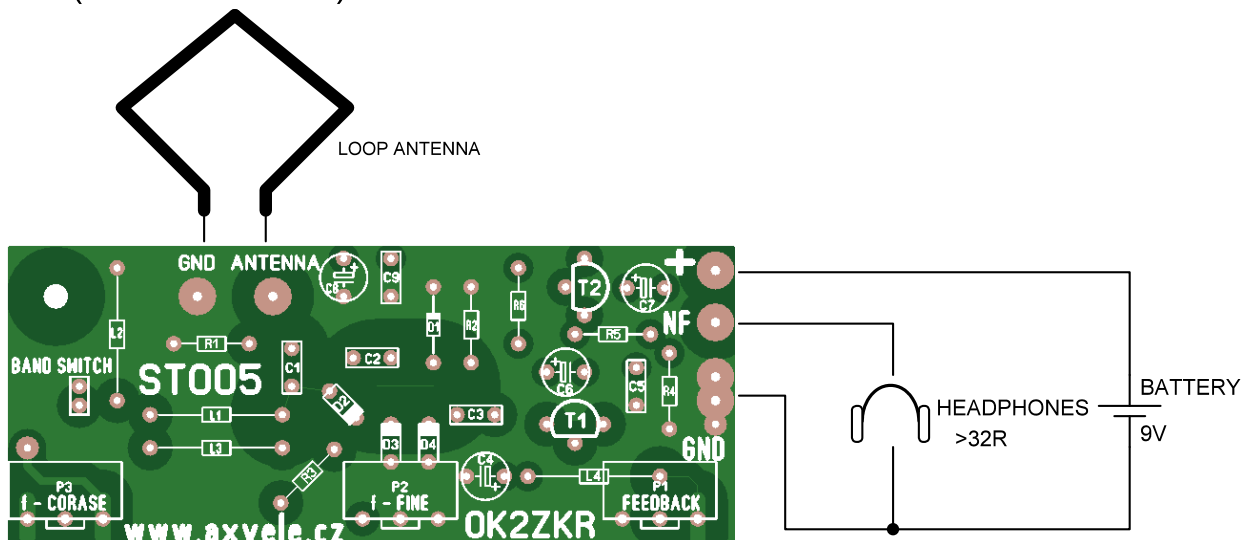 LOOP ANTENNA
GND ANTENNA
+
C8
C9
T2
C7
L2
D1
R2
R6
NF
R5
R1
BAND SWITCH
C1
C2
C6
C5
R4
ST005
D2
BATTERY
L1
C3
T1
HEADPHONES
>32R
9V
L3
D3
D4
GND
R3
C4
L4
P3
f - CORASE
P2
f - FINE
P1
FEEDBACK
www.axvele.cz
OK2ZKR